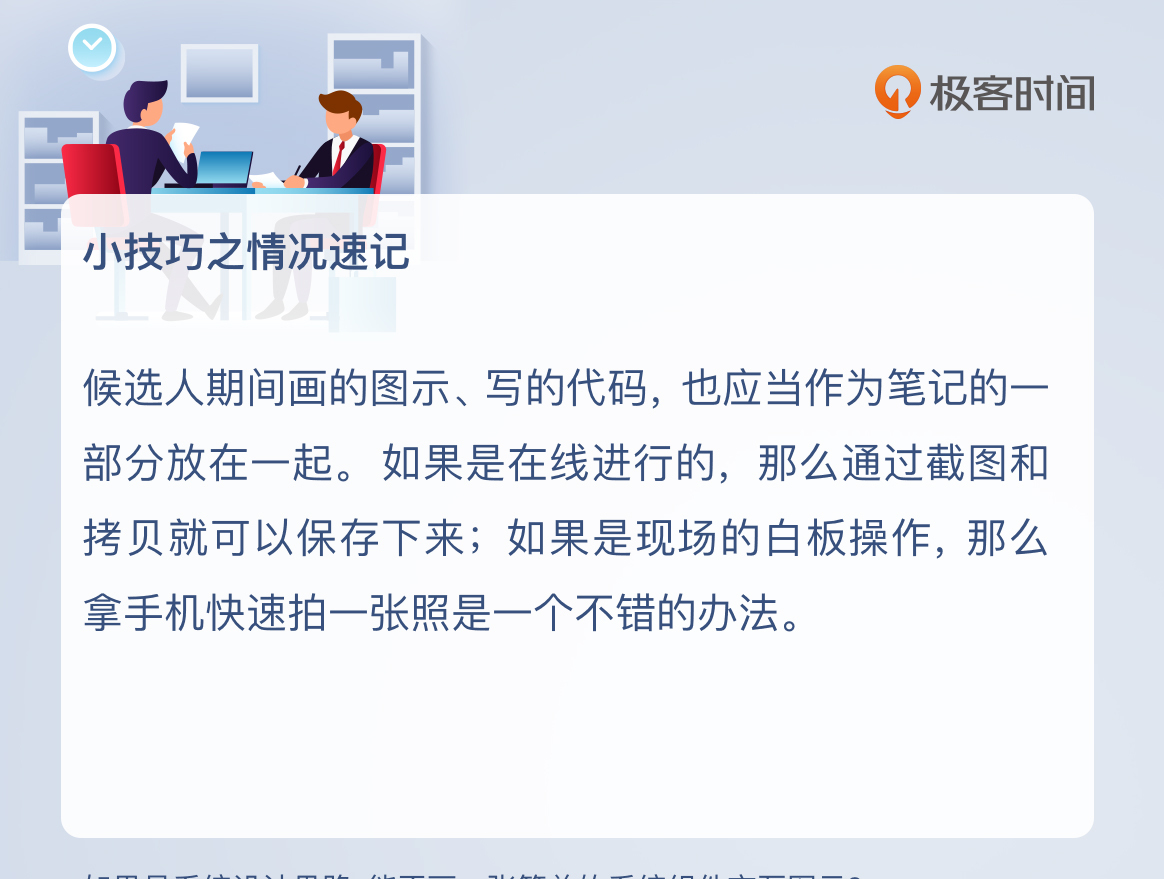 极客时间
小技巧之情况速记
候选人期间画的图示、写的代码，也应当作为笔记的一
部分放在一起。如果是在线进行的，那么通过截图和
拷贝就可以保存下来；如果是现场的白板操作，那么
拿手机快速拍一张照是一个不错的办法。